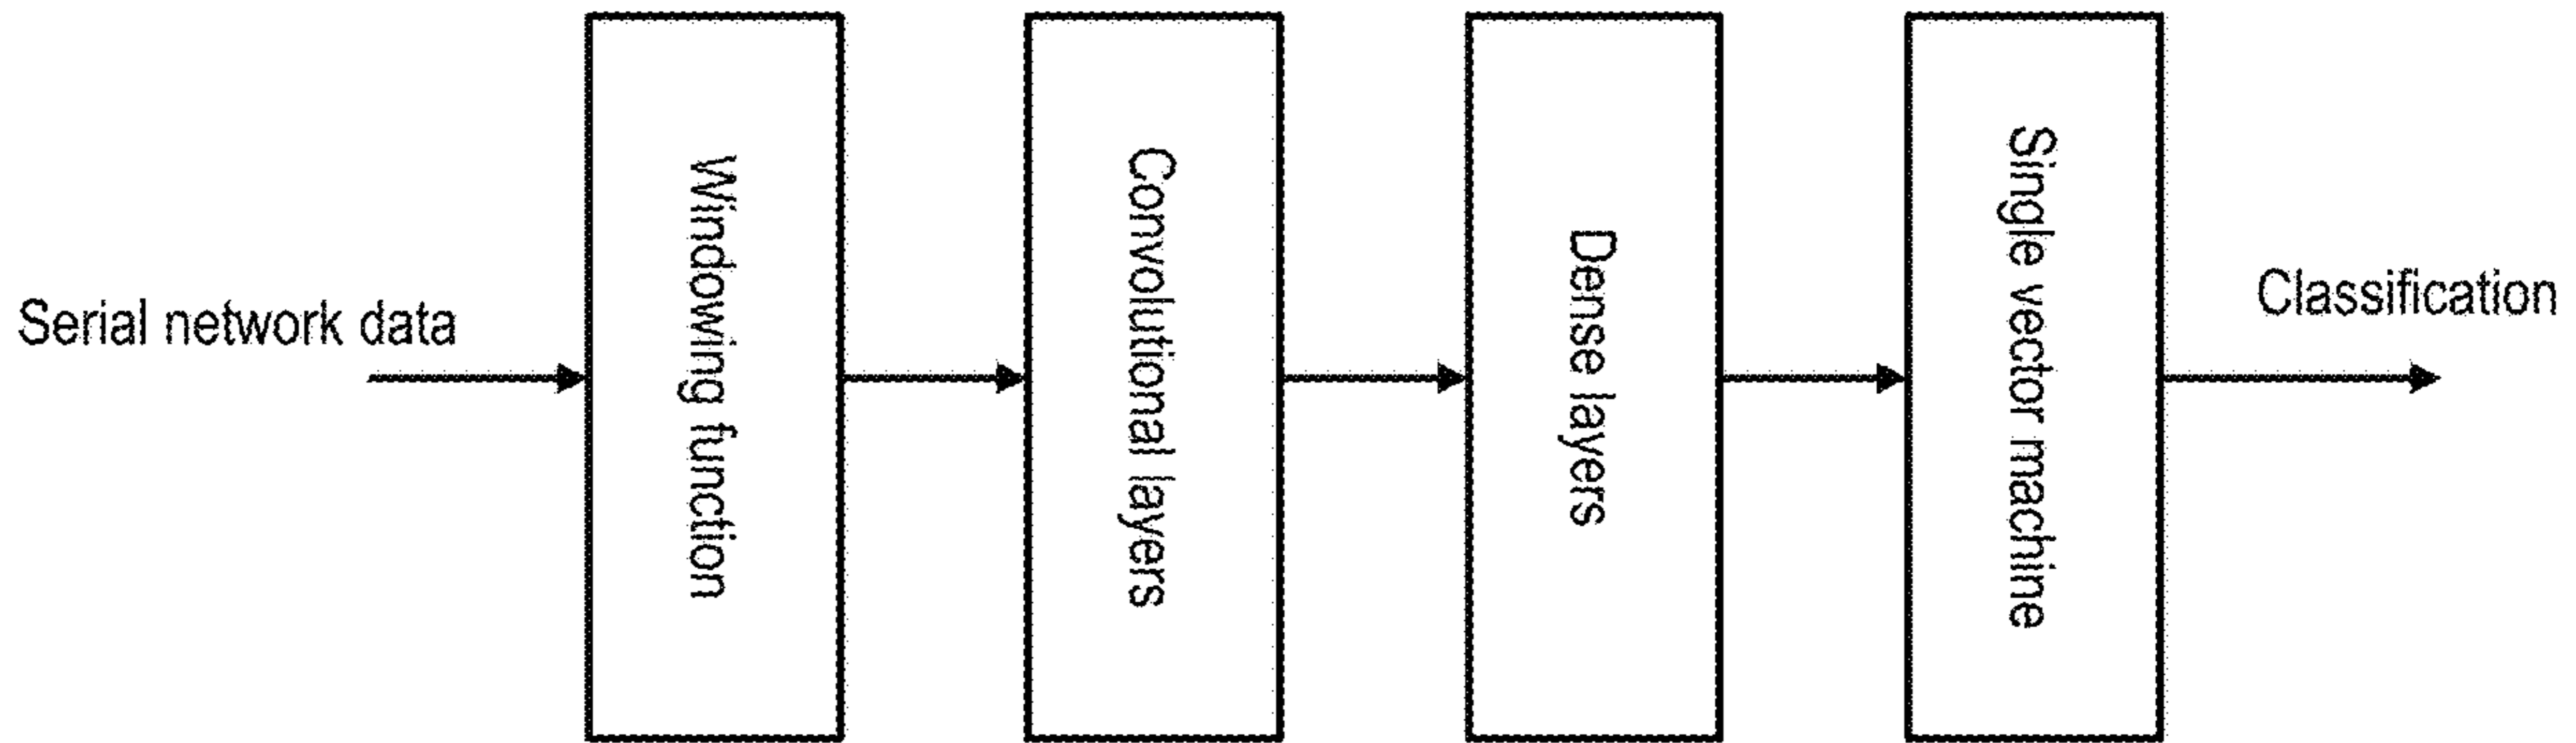 Serial network data
Windowing function
Convolutional layers
Dense layers
Single vector machine
Classification